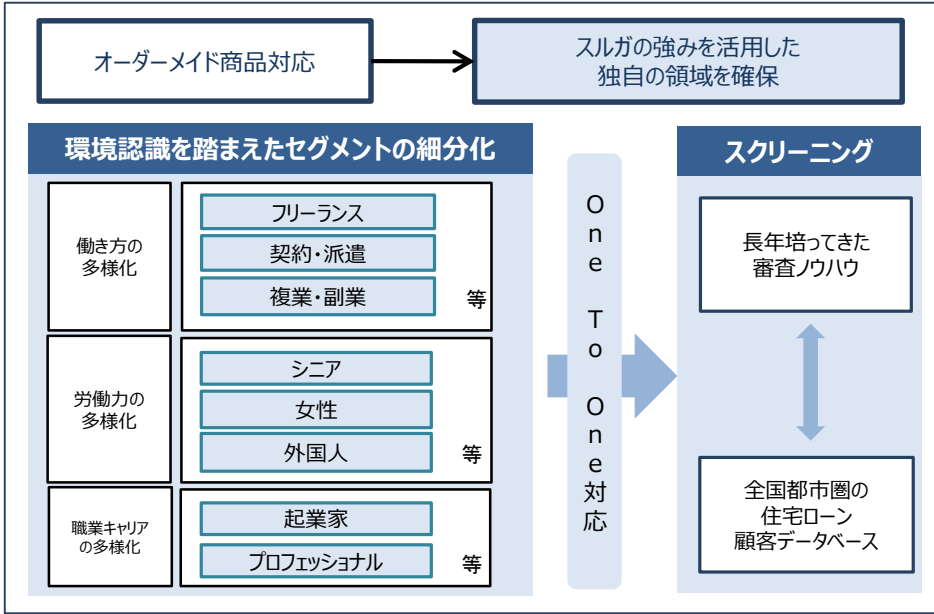 オーダーメイド商品対応
スルガの強みを活用した
独自の領域を確保
環境認識を踏まえたセグメントの細分化
働き方の
多様化
フリーランス
契約・派遣
複業・副業
等
労働力の
多様化
シニア
女性
外国人
等
職業キャリア
の多様化
起業家
プロフェッショナル
等
One To One対応
スクリーニング
長年培ってきた
審査ノウハウ
全国都市圏の
住宅ローン
顧客データベース